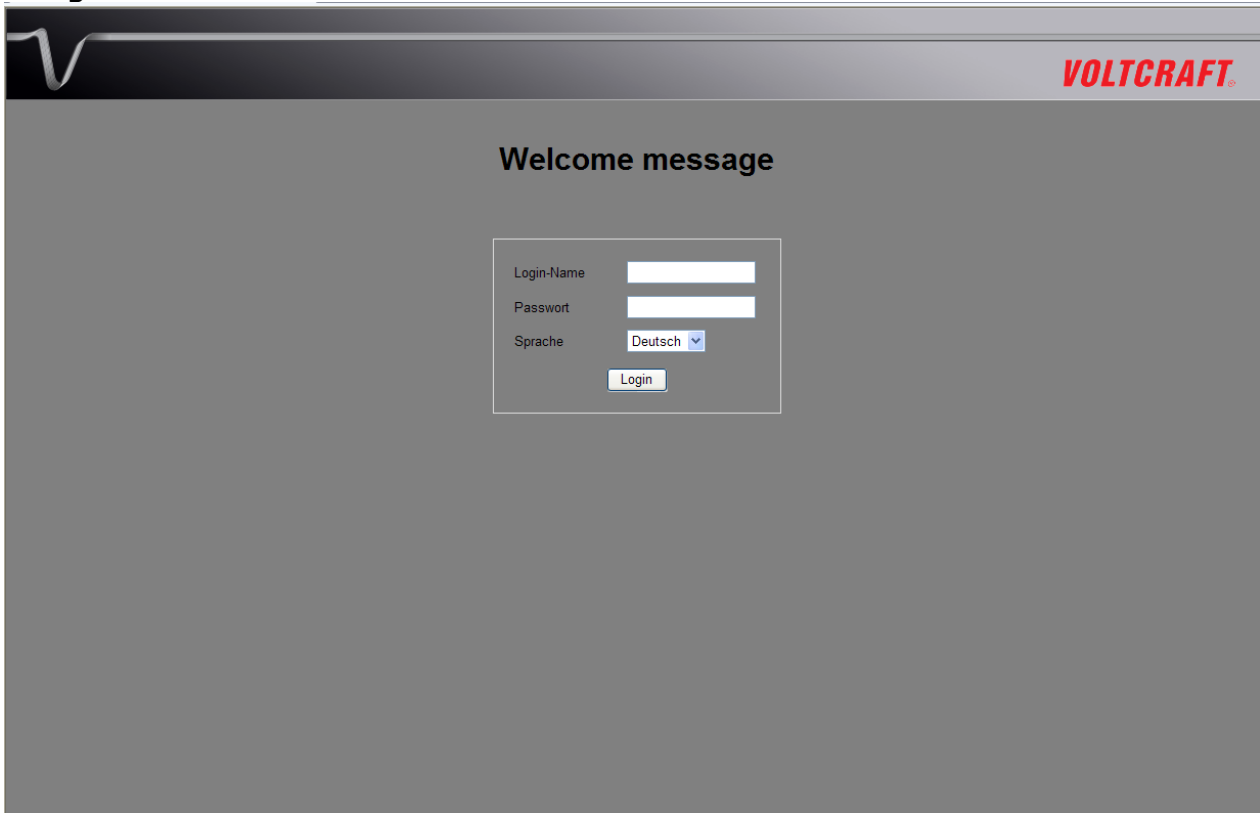 VOLTCRAFT®
Welcome message
Login-Name
Passwort
Sprache Deutsch
Login